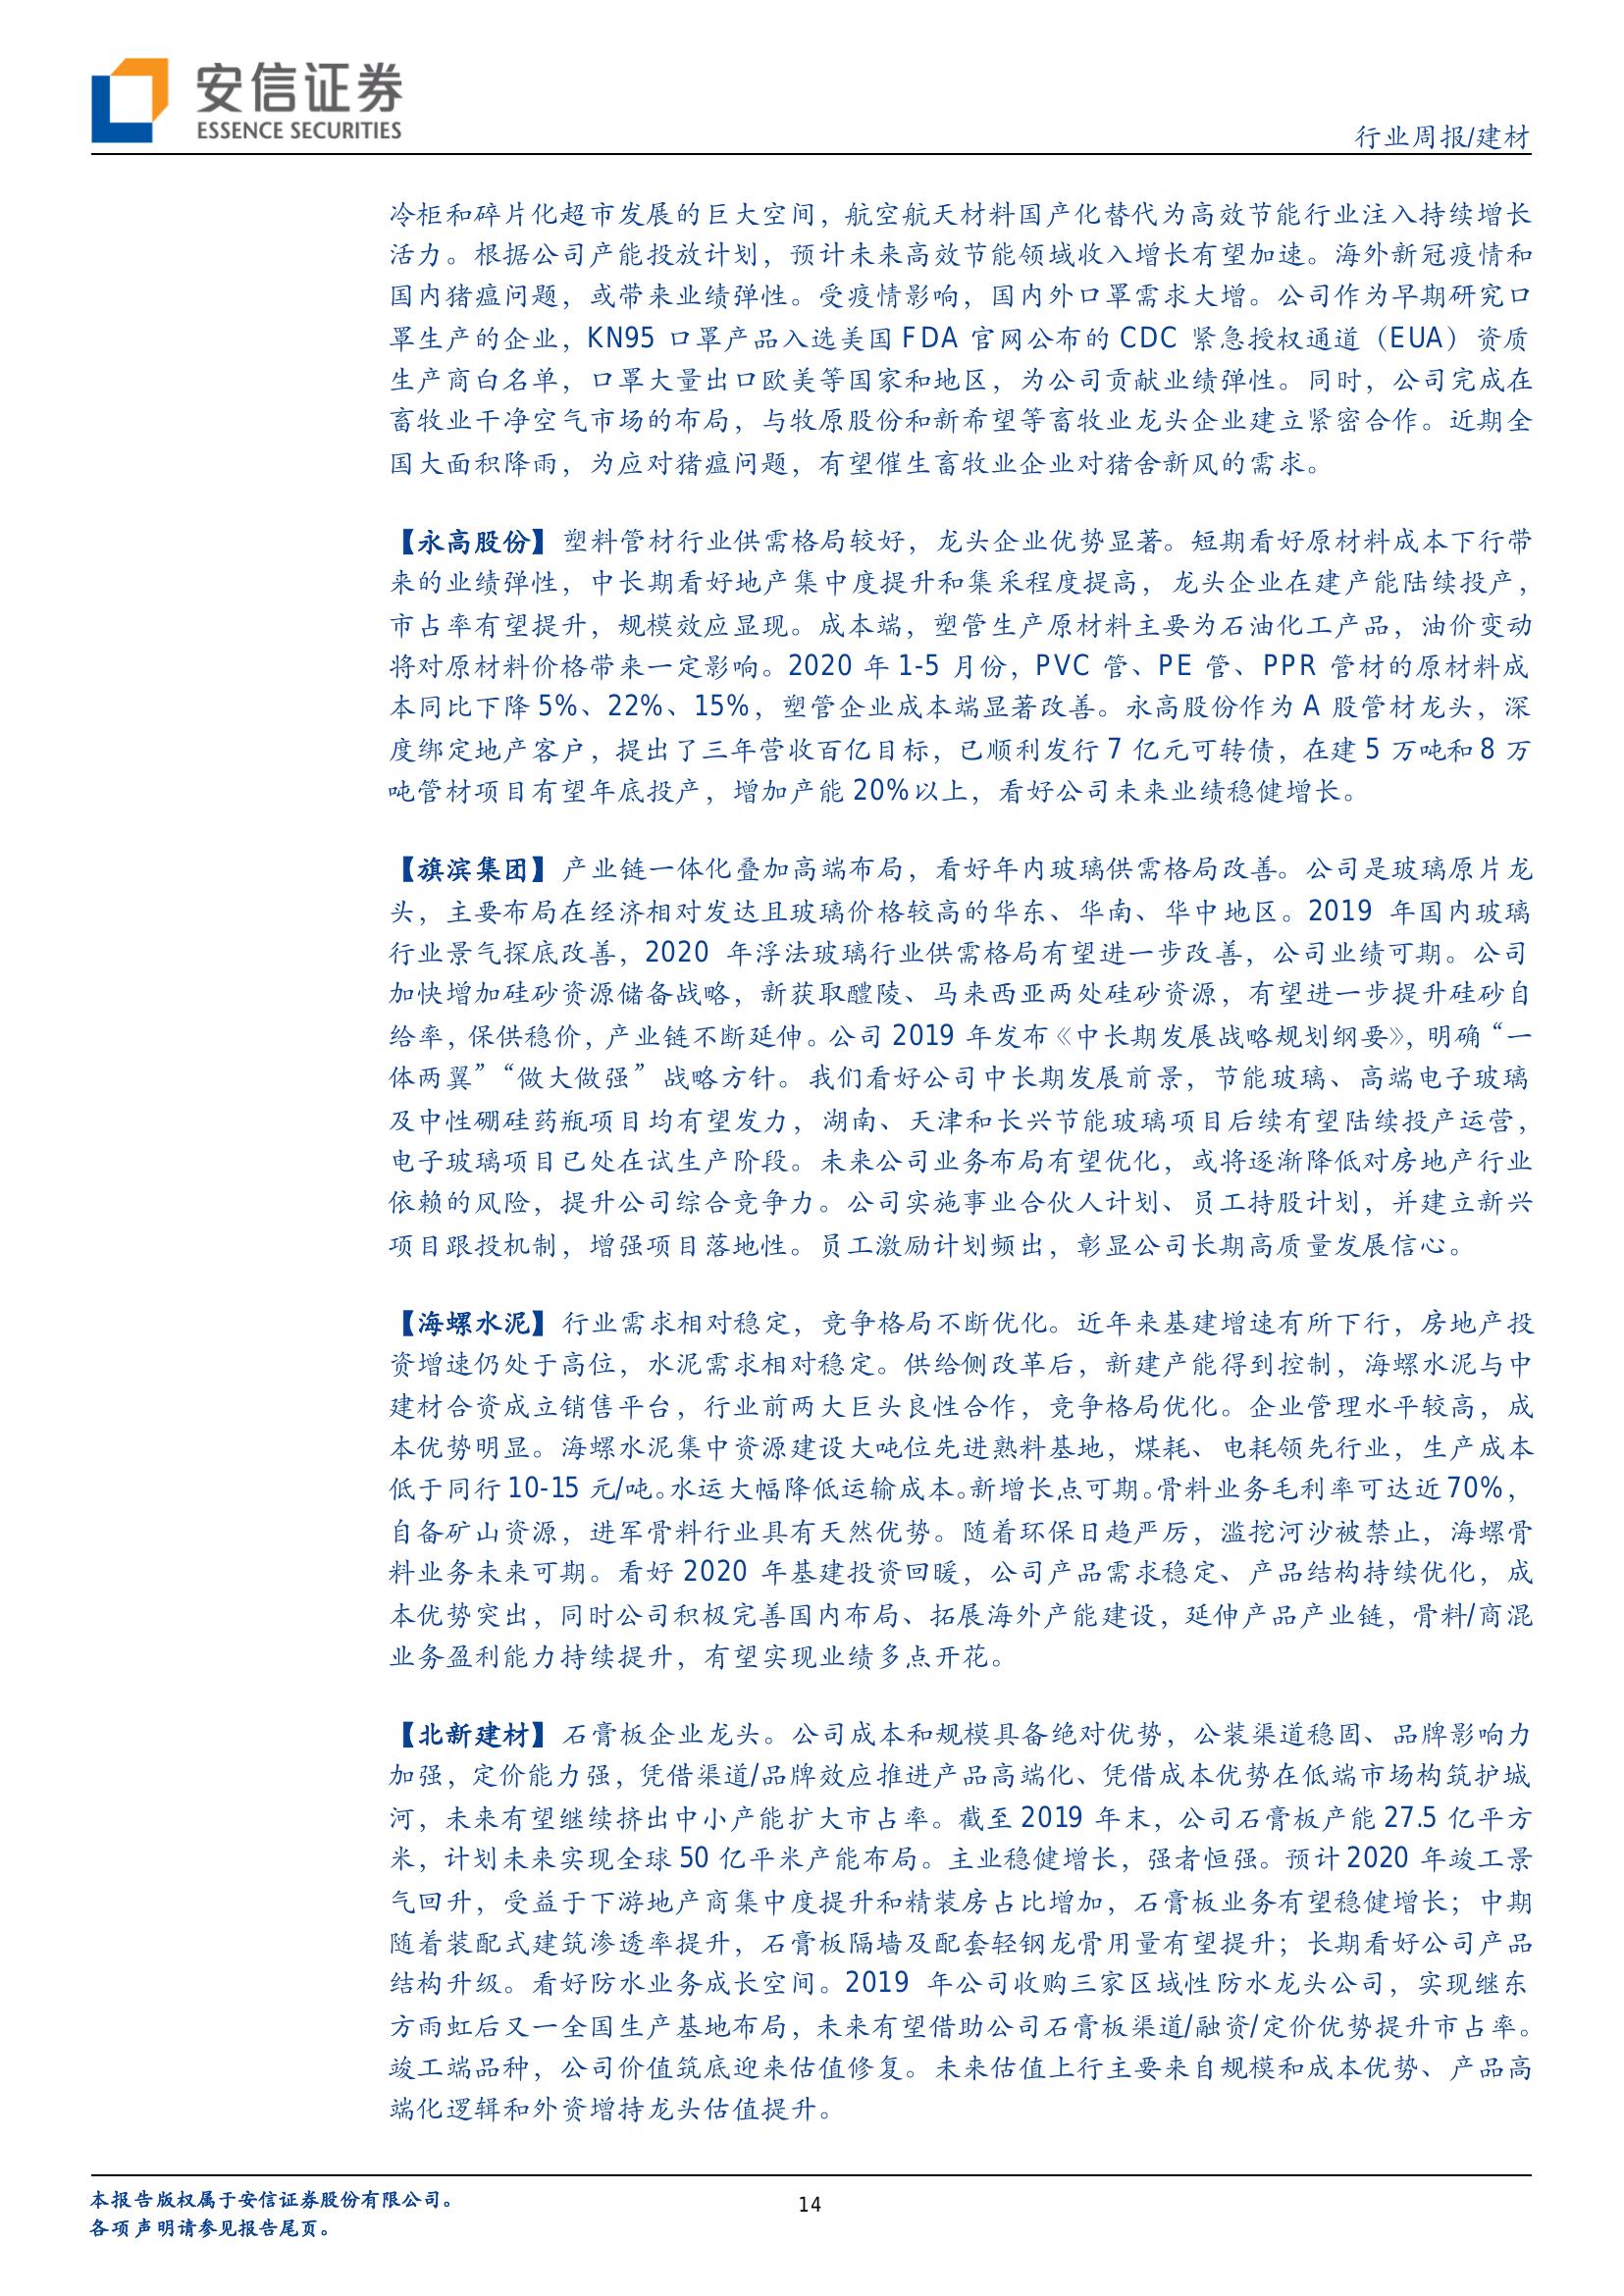 安信证券
ESSENCE SECURITIES
行业周报/建材
冷柜和碎片化超市发展的巨大空间，航空航天材料国产化替代为高效节能行业注入持续增长
活力。根据公司产能投放计划，预计未来高效节能领域收入增长有望加速。海外新冠疫情和
国内猪瘟问题，或带来业绩弹性。受疫情影响，国内外口罩需求大增。公司作为早期研究口
罩生产的企业，KN95 口罩产品入选美国 FDA 官网公布的 CDC 紧急授权通道（EUA）资质
生产商白名单，口罩大量出口欧美等国家和地区，为公司贡献业绩弹性。同时，公司完成在
畜牧业干净空气市场的布局，与牧原股份和新希望等畜牧业龙头企业建立紧密合作。近期全
国大面积降雨，为应对猪瘟问题，有望催生畜牧业企业对猪舍新风的需求。
【永高股份】塑料管材行业供需格局较好，龙头企业优势显著。短期看好原材料成本下行带
来的业绩弹性，中长期看好地产集中度提升和集采程度提高，龙头企业在建产能陆续投产，
市占率有望提升，规模效应显现。成本端，塑管生产原材料主要为石油化工产品，油价变动
将对原材料价格带来一定影响。2020 年 1-5 月份，PVC 管、PE 管、PPR 管材的原材料成
本同比下降 5%、22%、15%，塑管企业成本端显著改善。永高股份作为 A 股管材龙头，深
度绑定地产客户，提出了三年营收百亿目标，已顺利发行 7 亿元可转债，在建 5 万吨和 8 万
吨管材项目有望年底投产，增加产能 20%以上，看好公司未来业绩稳健增长。
【旗滨集团】产业链一体化叠加高端布局，看好年内玻璃供需格局改善。公司是玻璃原片龙
头，主要布局在经济相对发达且玻璃价格较高的华东、华南、华中地区。2019 年国内玻璃
行业景气探底改善，2020 年浮法玻璃行业供需格局有望进一步改善，公司业绩可期。公司
加快增加硅砂资源储备战略，新获取醴陵、马来西亚两处硅砂资源，有望进一步提升硅砂自
给率，保供稳价，产业链不断延伸。公司 2019 年发布《中长期发展战略规划纲要》，明确“一
体两翼”“做大做强”战略方针。我们看好公司中长期发展前景，节能玻璃、高端电子玻璃
及中性硼硅药瓶项目均有望发力，湖南、天津和长兴节能玻璃项目后续有望陆续投产运营，
电子玻璃项目已处在试生产阶段。未来公司业务布局有望优化，或将逐渐降低对房地产行业
依赖的风险，提升公司综合竞争力。公司实施事业合伙人计划、员工持股计划，并建立新兴
项目跟投机制，增强项目落地性。员工激励计划频出，彰显公司长期高质量发展信心。
【海螺水泥】行业需求相对稳定，竞争格局不断优化。近年来基建增速有所下行，房地产投
资增速仍处于高位，水泥需求相对稳定。供给侧改革后，新建产能得到控制，海螺水泥与中
建材合资成立销售平台，行业前两大巨头良性合作，竞争格局优化。企业管理水平较高，成
本优势明显。海螺水泥集中资源建设大吨位先进熟料基地，煤耗、电耗领先行业，生产成本
低于同行 10-15 元/吨。水运大幅降低运输成本。新增长点可期。骨料业务毛利率可达近 70%，
自备矿山资源，进军骨料行业具有天然优势。随着环保日趋严厉，滥挖河沙被禁止，海螺骨
料业务未来可期。看好 2020 年基建投资回暖，公司产品需求稳定、产品结构持续优化，成
本优势突出，同时公司积极完善国内布局、拓展海外产能建设，延伸产品产业链，骨料/商混
业务盈利能力持续提升，有望实现业绩多点开花。
【北新建材】石膏板企业龙头。公司成本和规模具备绝对优势，公装渠道稳固、品牌影响力
加强，定价能力强，凭借渠道/品牌效应推进产品高端化、凭借成本优势在低端市场构筑护城
河，未来有望继续挤出中小产能扩大市占率。截至 2019 年末，公司石膏板产能 27.5 亿平方
米，计划未来实现全球 50 亿平米产能布局。主业稳健增长，强者恒强。预计 2020 年竣工景
气回升，受益于下游地产商集中度提升和精装房占比增加，石膏板业务有望稳健增长；中期
随着装配式建筑渗透率提升，石膏板隔墙及配套轻钢龙骨用量有望提升；长期看好公司产品
结构升级。看好防水业务成长空间。2019 年公司收购三家区域性防水龙头公司，实现继东
方雨虹后又一全国生产基地布局，未来有望借助公司石膏板渠道/融资/定价优势提升市占率。
竣工端品种，公司价值筑底迎来估值修复。未来估值上行主要来自规模和成本优势、产品高
端化逻辑和外资增持龙头估值提升。
本报告版权属于安信证券股份有限公司。
各项声明请参见报告尾页。
14